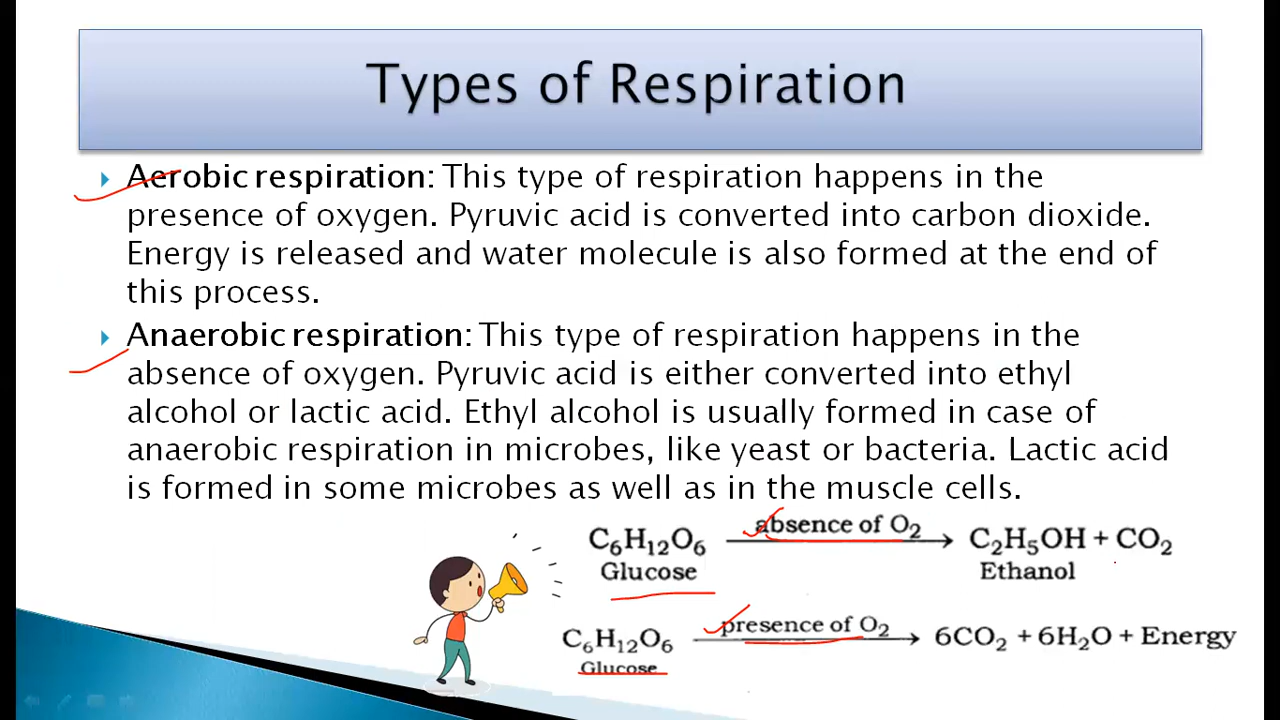 Types of Respiration
Aerobic respiration: This type of respiration happens in the
presence of oxygen. Pyruvic acid is converted into carbon dioxide.
Energy is released and water molecule is also formed at the end of
this process.
Anaerobic respiration: This type of respiration happens in the
absence of oxygen. Pyruvic acid is either converted into ethyl
alcohol or lactic acid. Ethyl alcohol is usually formed in case of
anaerobic respiration in microbes, like yeast or bacteria. Lactic acid
is formed in some microbes as well as in the muscle cells.
C₆H₁₂O₆ absence of O₂ → C₂H₅OH + CO₂
Glucose Ethanol
C₆H₁₂O₆ presence of O₂ → 6CO₂ + 6H₂O + Energy
Glucose